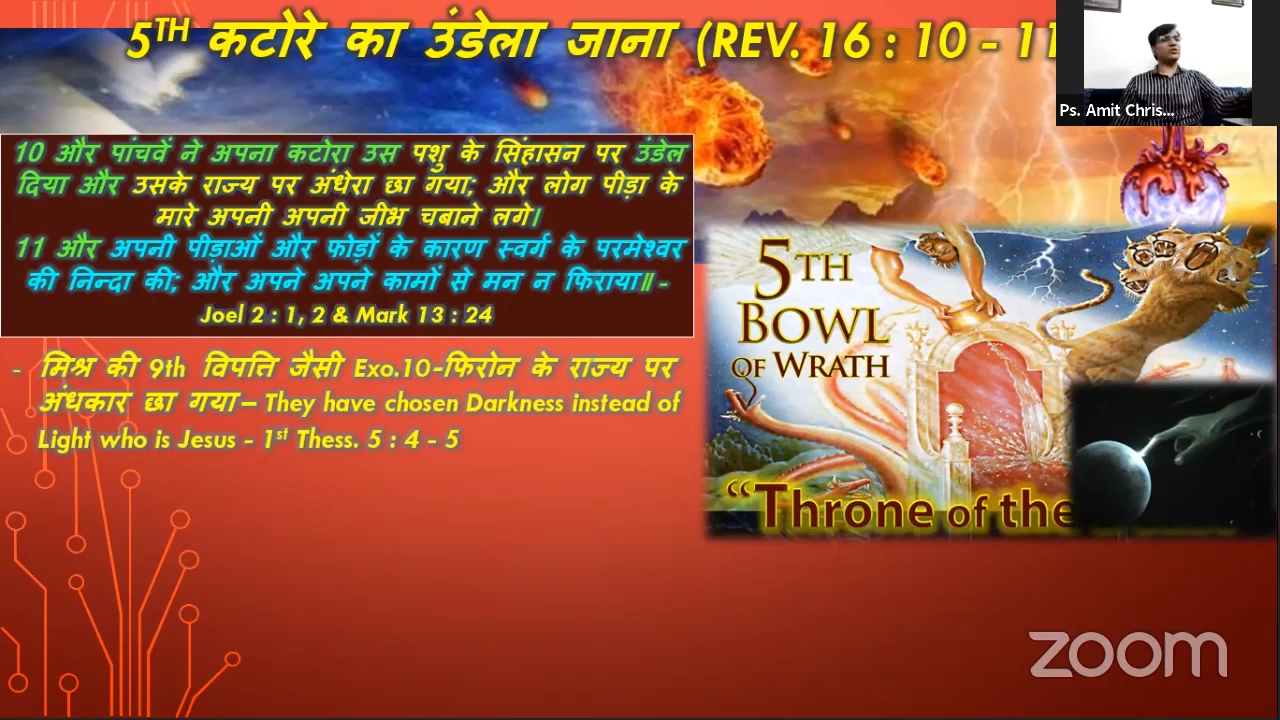 5TH कटोरे का उंडेला जाना (REV. 16 : 10 - 11
Ps. Amit Chris...
10 और पांचवें ने अपना कटोरा उस पशु के सिंहासन पर उंडेल
दिया और उसके राज्य पर अंधेरा छा गया; और लोग पीड़ा के
मारे अपनी अपनी जीभ चबाने लगे।
11 और अपनी पीड़ाओं और फोड़ों के कारण स्वर्ग के परमेश्वर
की निन्दा की; और अपने अपने कामों से मन न फिराया॥ -
Joel 2 : 1, 2 & Mark 13 : 24
- मिश्र की 9th विपत्ति जैसी Exo.10-फिरोन के राज्य पर
अंधकार छा गया – They have chosen Darkness instead of
Light who is Jesus - 1st Thess. 5 : 4 - 5
5TH
BOWL
OF WRATH
“Throne of the
zoom